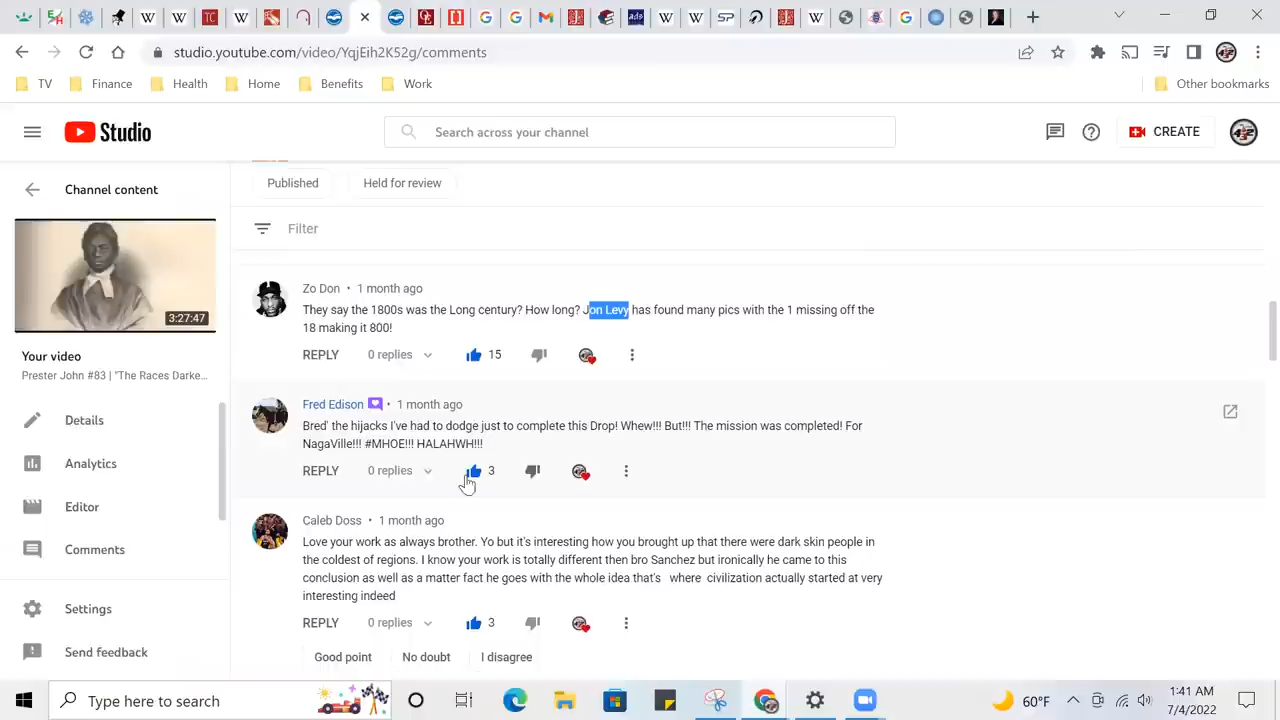 studio.youtube.com/video/YqjEih2K52g/comments
TV
Finance
Health
Home
Benefits
Work
Other bookmarks
Studio
Search across your channel
CREATE
Channel content
Published
Held for review
Filter
3:27:47
Your video
Prester John #83 | "The Races Darke...
Details
Analytics
Editor
Comments
Settings
Send feedback
Zo Don • 1 month ago
They say the 1800s was the Long century? How long? Jon Levy has found many pics with the 1 missing off the
18 making it 800!
REPLY 0 replies 15
Fred Edison • 1 month ago
Bred' the hijacks I've had to dodge just to complete this Drop! Whew!!! But!!! The mission was completed! For
NagaVille!!! #MHOE!!! HALAHWH!!!
REPLY 0 replies 3
Caleb Doss • 1 month ago
Love your work as always brother. Yo but it's interesting how you brought up that there were dark skin people in
the coldest of regions. I know your work is totally different then bro Sanchez but ironically he came to this
conclusion as well as a matter fact he goes with the whole idea that's where civilization actually started at very
interesting indeed
REPLY 0 replies 3
Good point No doubt I disagree
Type here to search
60°F
1:41 AM
7/4/2022